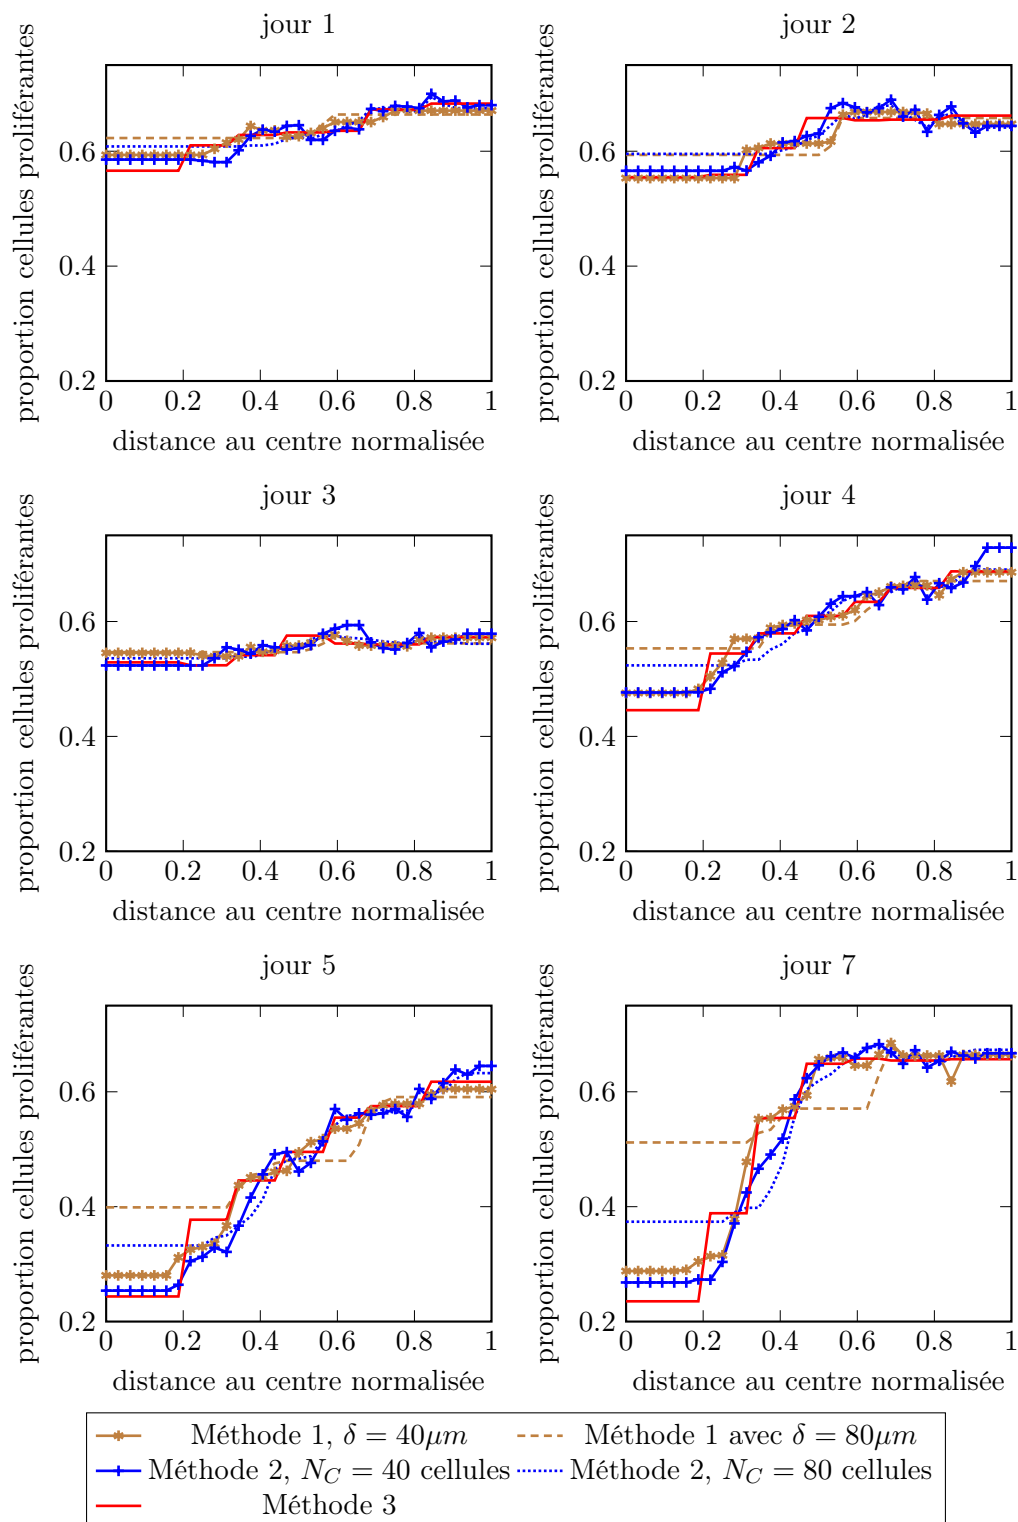 jour 1
proportion cellules proliférantes
0.6
0.4
0.2
0 0.2 0.4 0.6 0.8 1
distance au centre normalisée
jour 2
proportion cellules proliférantes
0.6
0.4
0.2
0 0.2 0.4 0.6 0.8 1
distance au centre normalisée
jour 3
proportion cellules proliférantes
0.6
0.4
0.2
0 0.2 0.4 0.6 0.8 1
distance au centre normalisée
jour 4
proportion cellules proliférantes
0.6
0.4
0.2
0 0.2 0.4 0.6 0.8 1
distance au centre normalisée
jour 5
proportion cellules proliférantes
0.6
0.4
0.2
0 0.2 0.4 0.6 0.8 1
distance au centre normalisée
jour 7
proportion cellules proliférantes
0.6
0.4
0.2
0 0.2 0.4 0.6 0.8 1
distance au centre normalisée
Méthode 1, δ = 40μm
Méthode 1 avec δ = 80μm
Méthode 2, N_C = 40 cellules
Méthode 2, N_C = 80 cellules
Méthode 3